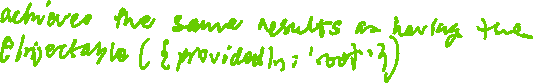 achieves the same results as having the
@Injectable({providedIn:'root'})